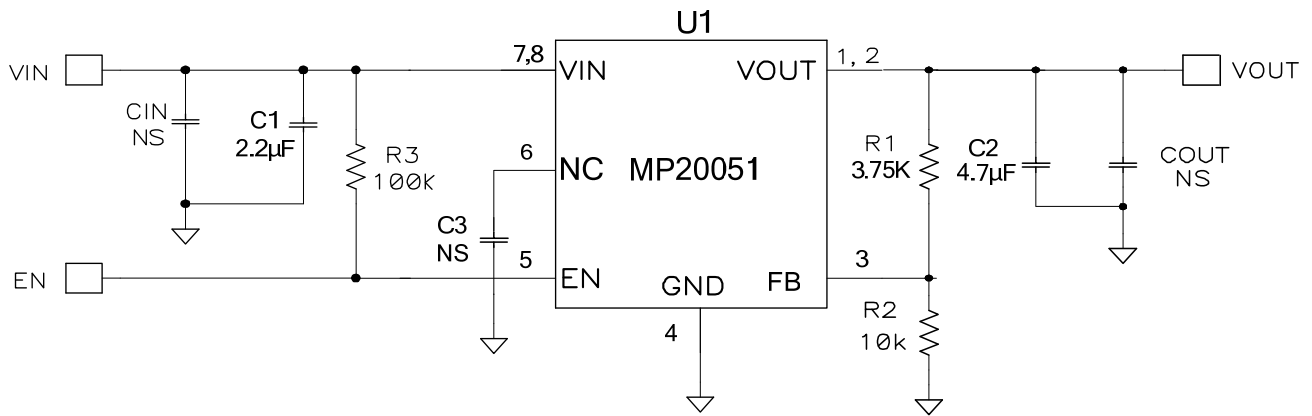 U1
VIN
7,8
VIN
VOUT
1, 2
VOUT
CIN
NS
C1
2.2µF
R3
100k
6
NC
MP20051
R1
3.75K
C2
4.7µF
COUT
NS
C3
NS
EN
5
EN
GND
FB
3
4
R2
10k